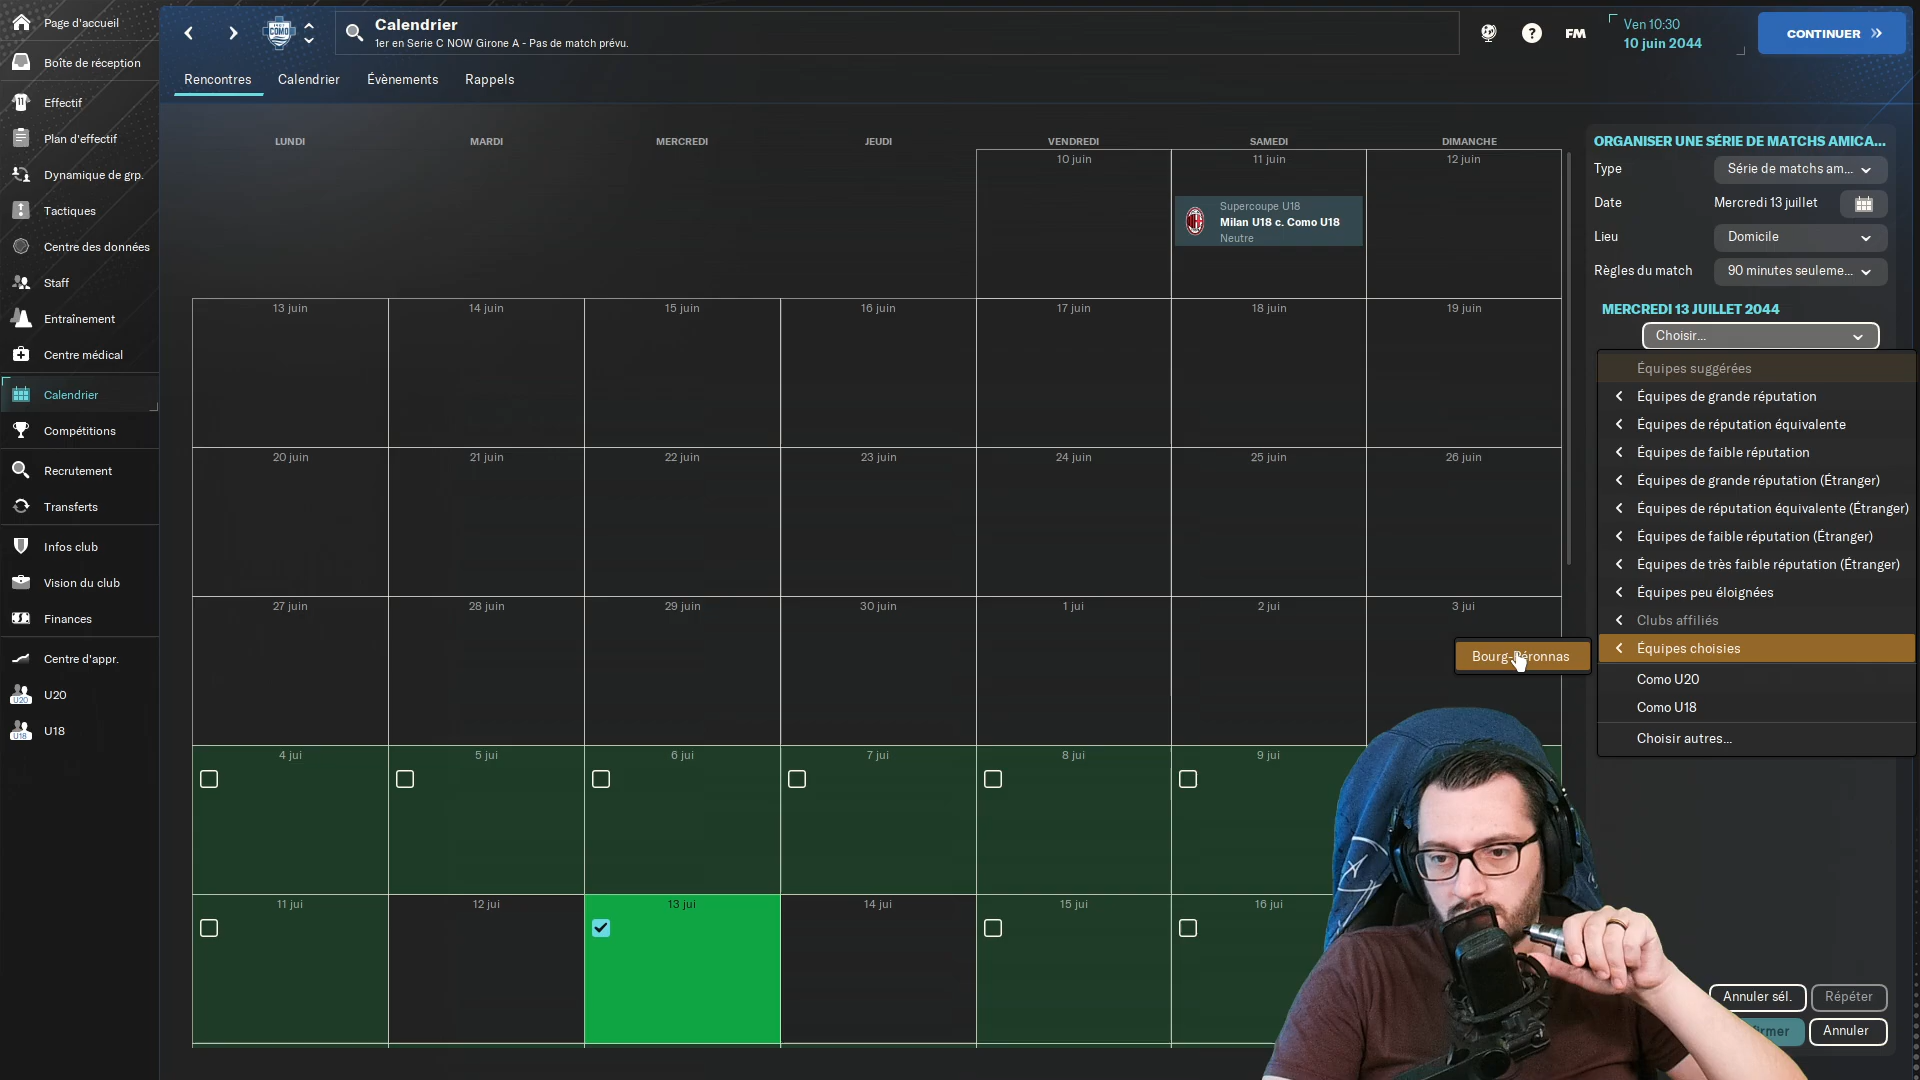 Page d'accueil
Boîte de réception
Effectif
Plan d'effectif
Dynamique de grp.
Tactiques
Centre des données
Staff
Entraînement
Centre médical
Calendrier
Compétitions
Recrutement
Transferts
Infos club
Vision du club
Finances
Centre d'appr.
U20
U18
COMO
Calendrier
1er en Serie C NOW Girone A - Pas de match prévu.
FM
Ven 10:30
10 juin 2044
CONTINUER
Rencontres
Calendrier
Évènements
Rappels
LUNDI
MARDI
MERCREDI
JEUDI
VENDREDI
SAMEDI
DIMANCHE
10 juin
11 juin
12 juin
Supercoupe U18
Milan U18 c. Como U18
Neutre
13 juin
14 juin
15 juin
16 juin
17 juin
18 juin
19 juin
20 juin
21 juin
22 juin
23 juin
24 juin
25 juin
26 juin
27 juin
28 juin
29 juin
30 juin
1 jui
2 jui
3 jui
4 jui
5 jui
6 jui
7 jui
8 jui
9 jui
11 jui
12 jui
13 jui
14 jui
15 jui
16 jui
ORGANISER UNE SÉRIE DE MATCHS AMICA...
Type
Série de matchs am...
Date
Mercredi 13 juillet
Lieu
Domicile
Règles du match
90 minutes seuleme...
MERCREDI 13 JUILLET 2044
Choisir...
Équipes suggérées
Équipes de grande réputation
Équipes de réputation équivalente
Équipes de faible réputation
Équipes de grande réputation (Étranger)
Équipes de réputation équivalente (Étranger)
Équipes de faible réputation (Étranger)
Équipes de très faible réputation (Étranger)
Équipes peu éloignées
Clubs affiliés
Équipes choisies
Bourg-Péronnas
Como U20
Como U18
Choisir autres...
Annuler sél.
Répéter
Annuler